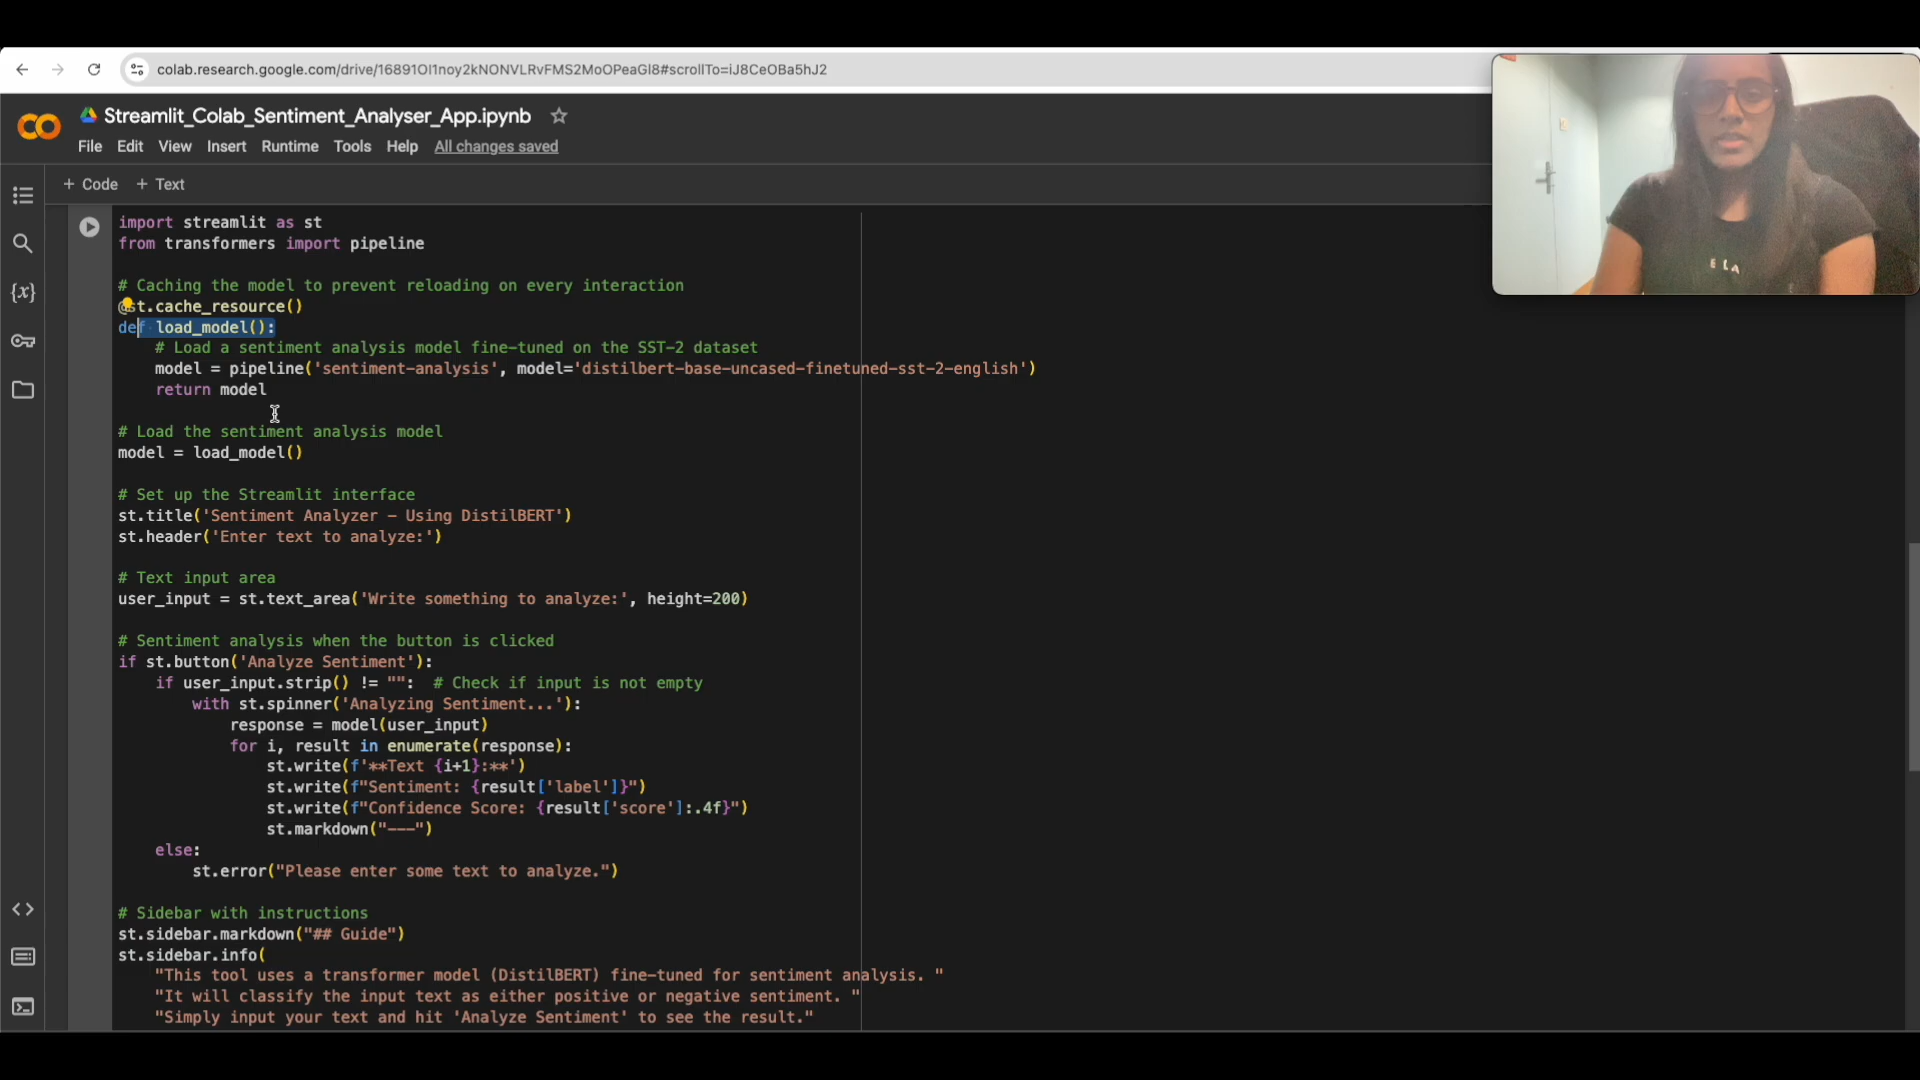 colab.research.google.com/drive/16891OI1noy2kNONVLRvFMS2MoOPeaGl8#scrollTo=iJ8CeOBa5hJ2
CO
Streamlit_Colab_Sentiment_Analyser_App.ipynb
File Edit View Insert Runtime Tools Help All changes saved
+ Code + Text
import streamlit as st
from transformers import pipeline
# Caching the model to prevent reloading on every interaction
@st.cache_resource()
def load_model():
# Load a sentiment analysis model fine-tuned on the SST-2 dataset
model = pipeline('sentiment-analysis', model='distilbert-base-uncased-finetuned-sst-2-english')
return model
# Load the sentiment analysis model
model = load_model()
# Set up the Streamlit interface
st.title('Sentiment Analyzer – Using DistilBERT')
st.header('Enter text to analyze:')
# Text input area
user_input = st.text_area('Write something to analyze:', height=200)
# Sentiment analysis when the button is clicked
if st.button('Analyze Sentiment'):
if user_input.strip() != "": # Check if input is not empty
with st.spinner('Analyzing Sentiment...'):
response = model(user_input)
for i, result in enumerate(response):
st.write(f'**Text {i+1}:**')
st.write(f"Sentiment: {result['label']}")
st.write(f"Confidence Score: {result['score']:.4f}")
st.markdown("---")
else:
st.error("Please enter some text to analyze.")
# Sidebar with instructions
st.sidebar.markdown("## Guide")
st.sidebar.info(
"This tool uses a transformer model (DistilBERT) fine-tuned for sentiment analysis. "
"It will classify the input text as either positive or negative sentiment. "
"Simply input your text and hit 'Analyze Sentiment' to see the result."